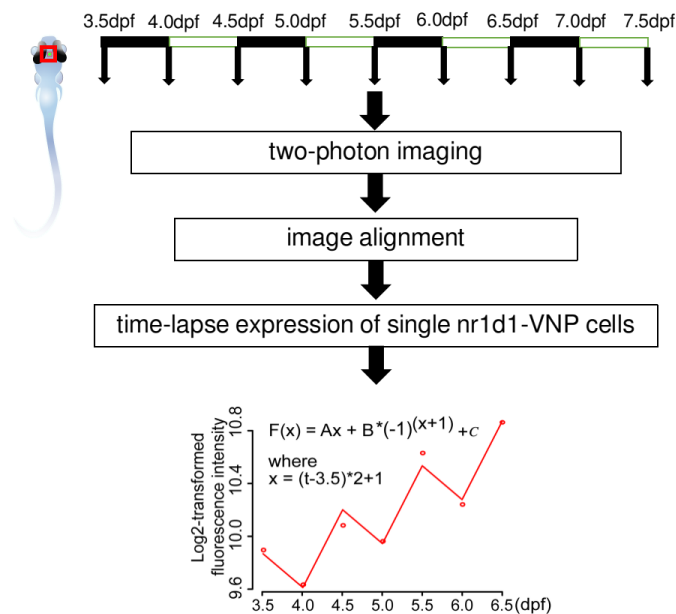 3.5dpf 4.0dpf 4.5dpf 5.0dpf 5.5dpf 6.0dpf 6.5dpf 7.0dpf 7.5dpf
two-photon imaging
image alignment
time-lapse expression of single nr1d1-VNP cells
Log2-transformed
fluorescence intensity
10.8
10.4
10.0
9.6
F(x) = Ax + B*(-1)^(x+1) +C
where
x = (t-3.5)*2+1
3.5 4.0 4.5 5.0 5.5 6.0 6.5(dpf)